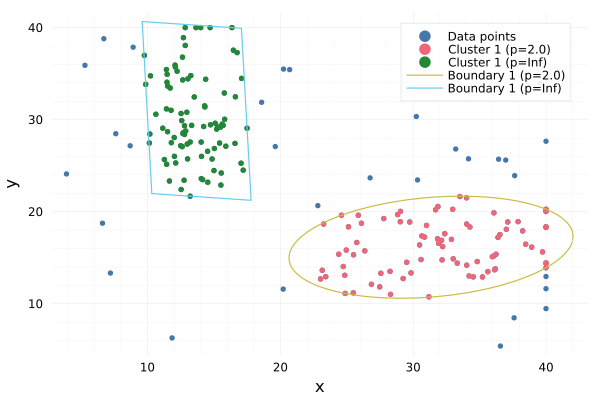 40
30
20
10
y
10
20
30
40
x
Data points
Cluster 1 (p=2.0)
Cluster 1 (p=Inf)
Boundary 1 (p=2.0)
Boundary 1 (p=Inf)